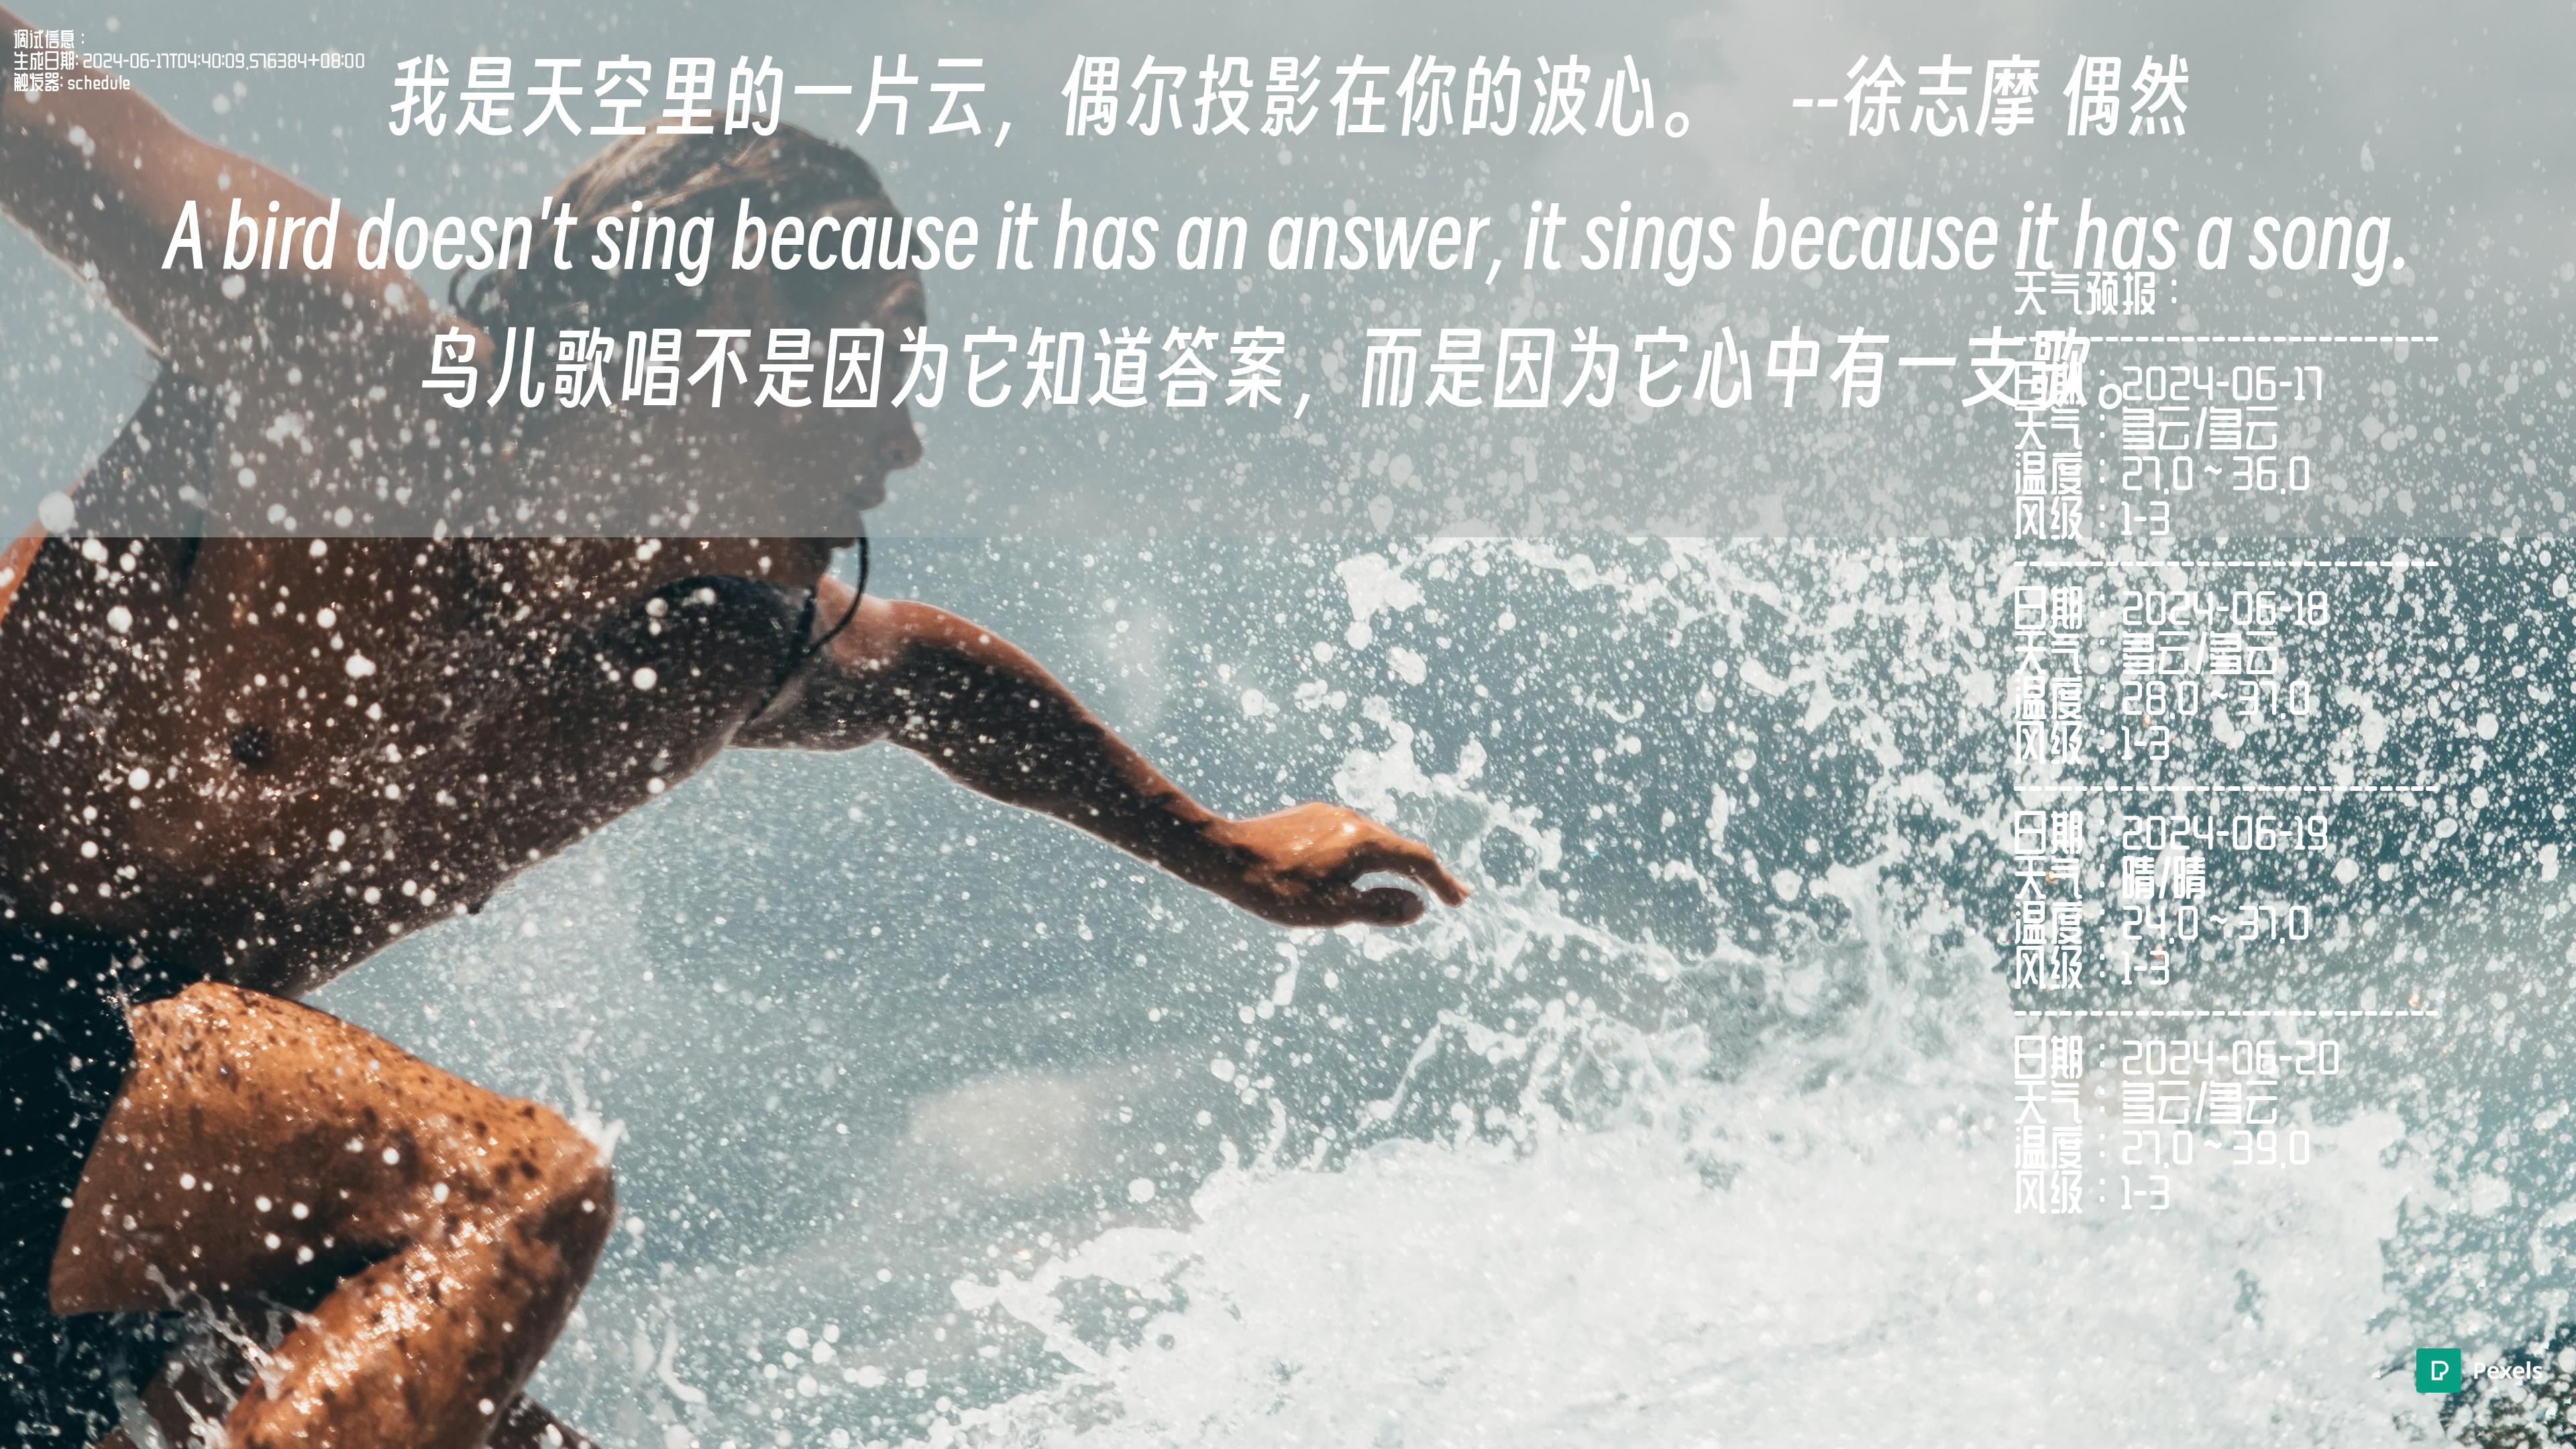 调试信息：
生成日期: 2024-06-17T04:40:09.576384+08:00
触发器: schedule
我是天空里的一片云，偶尔投影在你的波心。 --徐志摩 偶然
A bird doesn't sing because it has an answer, it sings because it has a song.
鸟儿歌唱不是因为它知道答案，而是因为它心中有一支歌。
天气预报：
日期：2024-06-17
天气：多云/多云
温度：27.0 ~ 36.0
风级：1-3
日期：2024-06-18
天气：多云/多云
温度：28.0 ~ 37.0
风级：1-3
日期：2024-06-19
天气：晴/晴
温度：24.0 ~ 37.0
风级：1-3
日期：2024-06-20
天气：多云/多云
温度：27.0 ~ 39.0
风级：1-3
Pexels